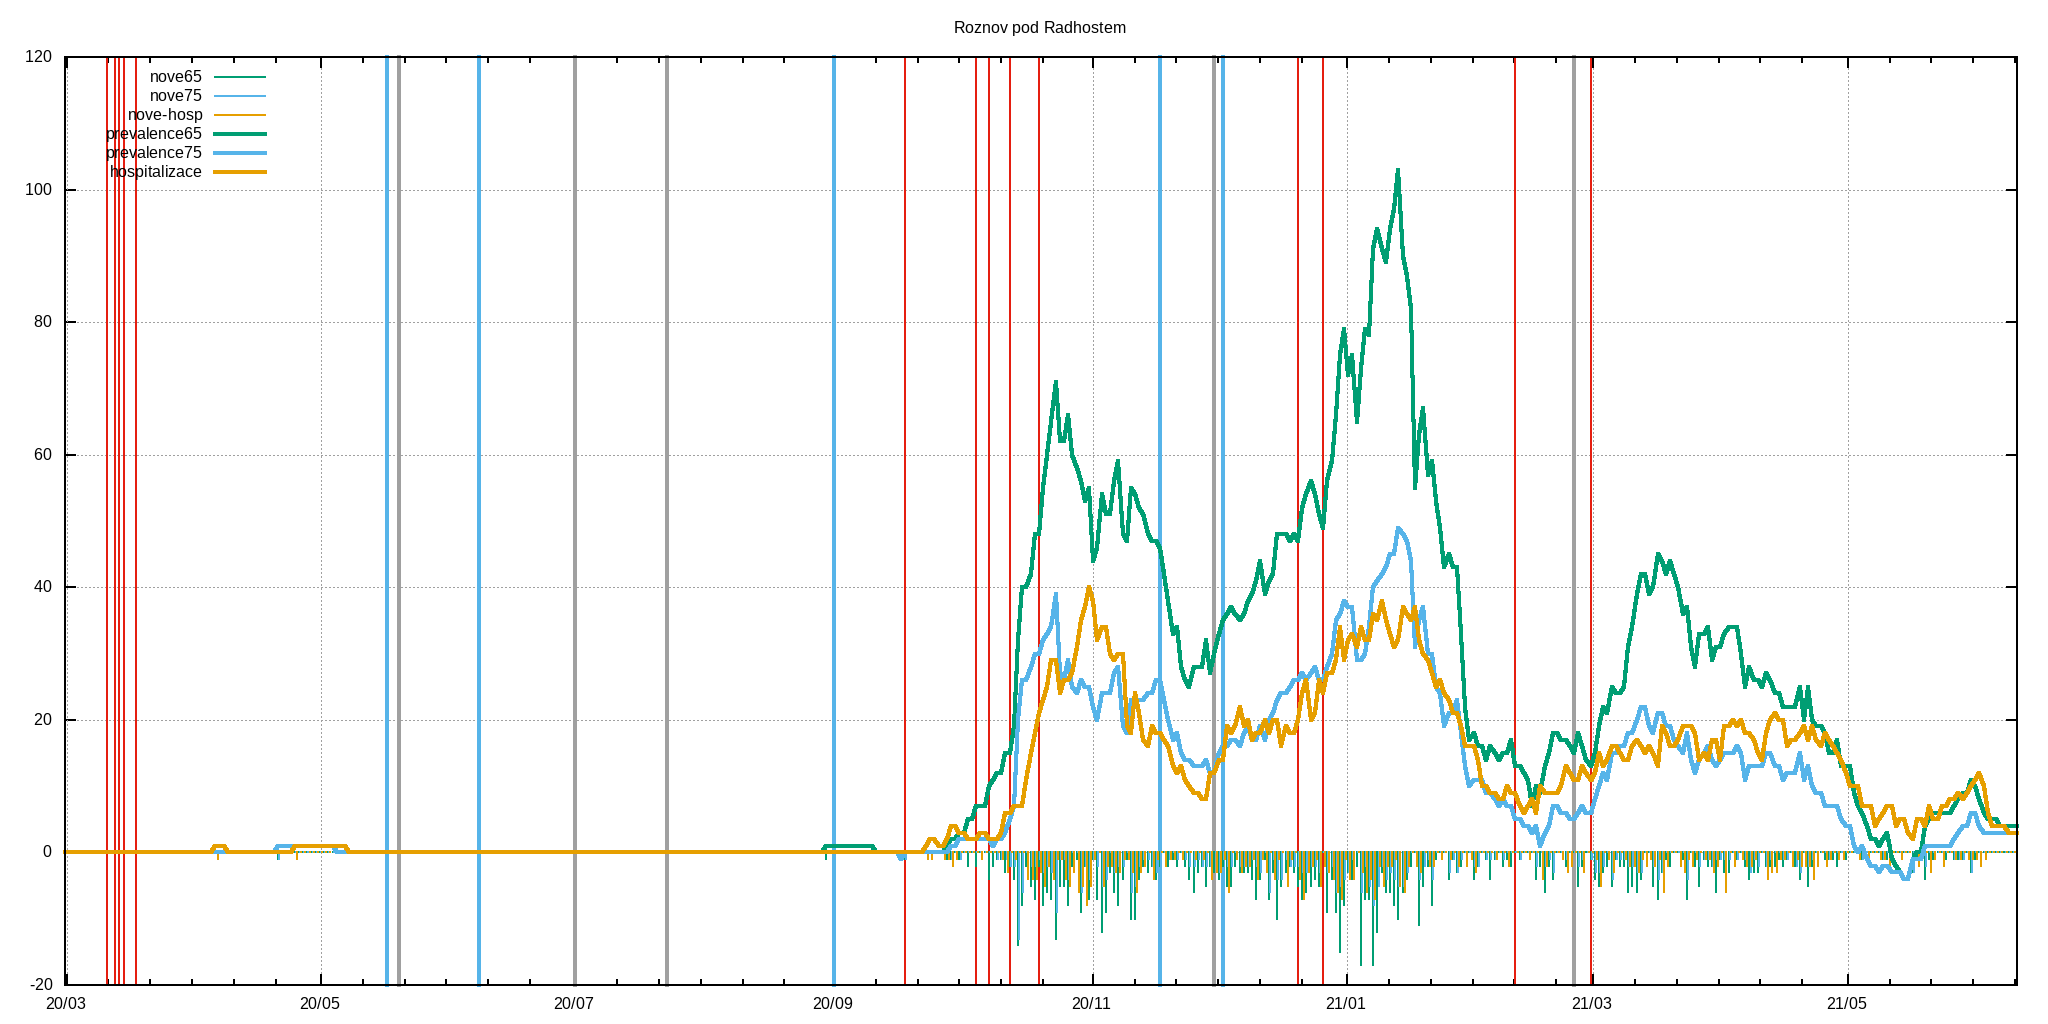 Roznov pod Radhostem
120
100
80
60
40
20
0
-20
nove65
nove75
nove-hosp
prevalence65
prevalence75
hospitalizace
20/03 20/05 20/07 20/09 20/11 21/01 21/03 21/05